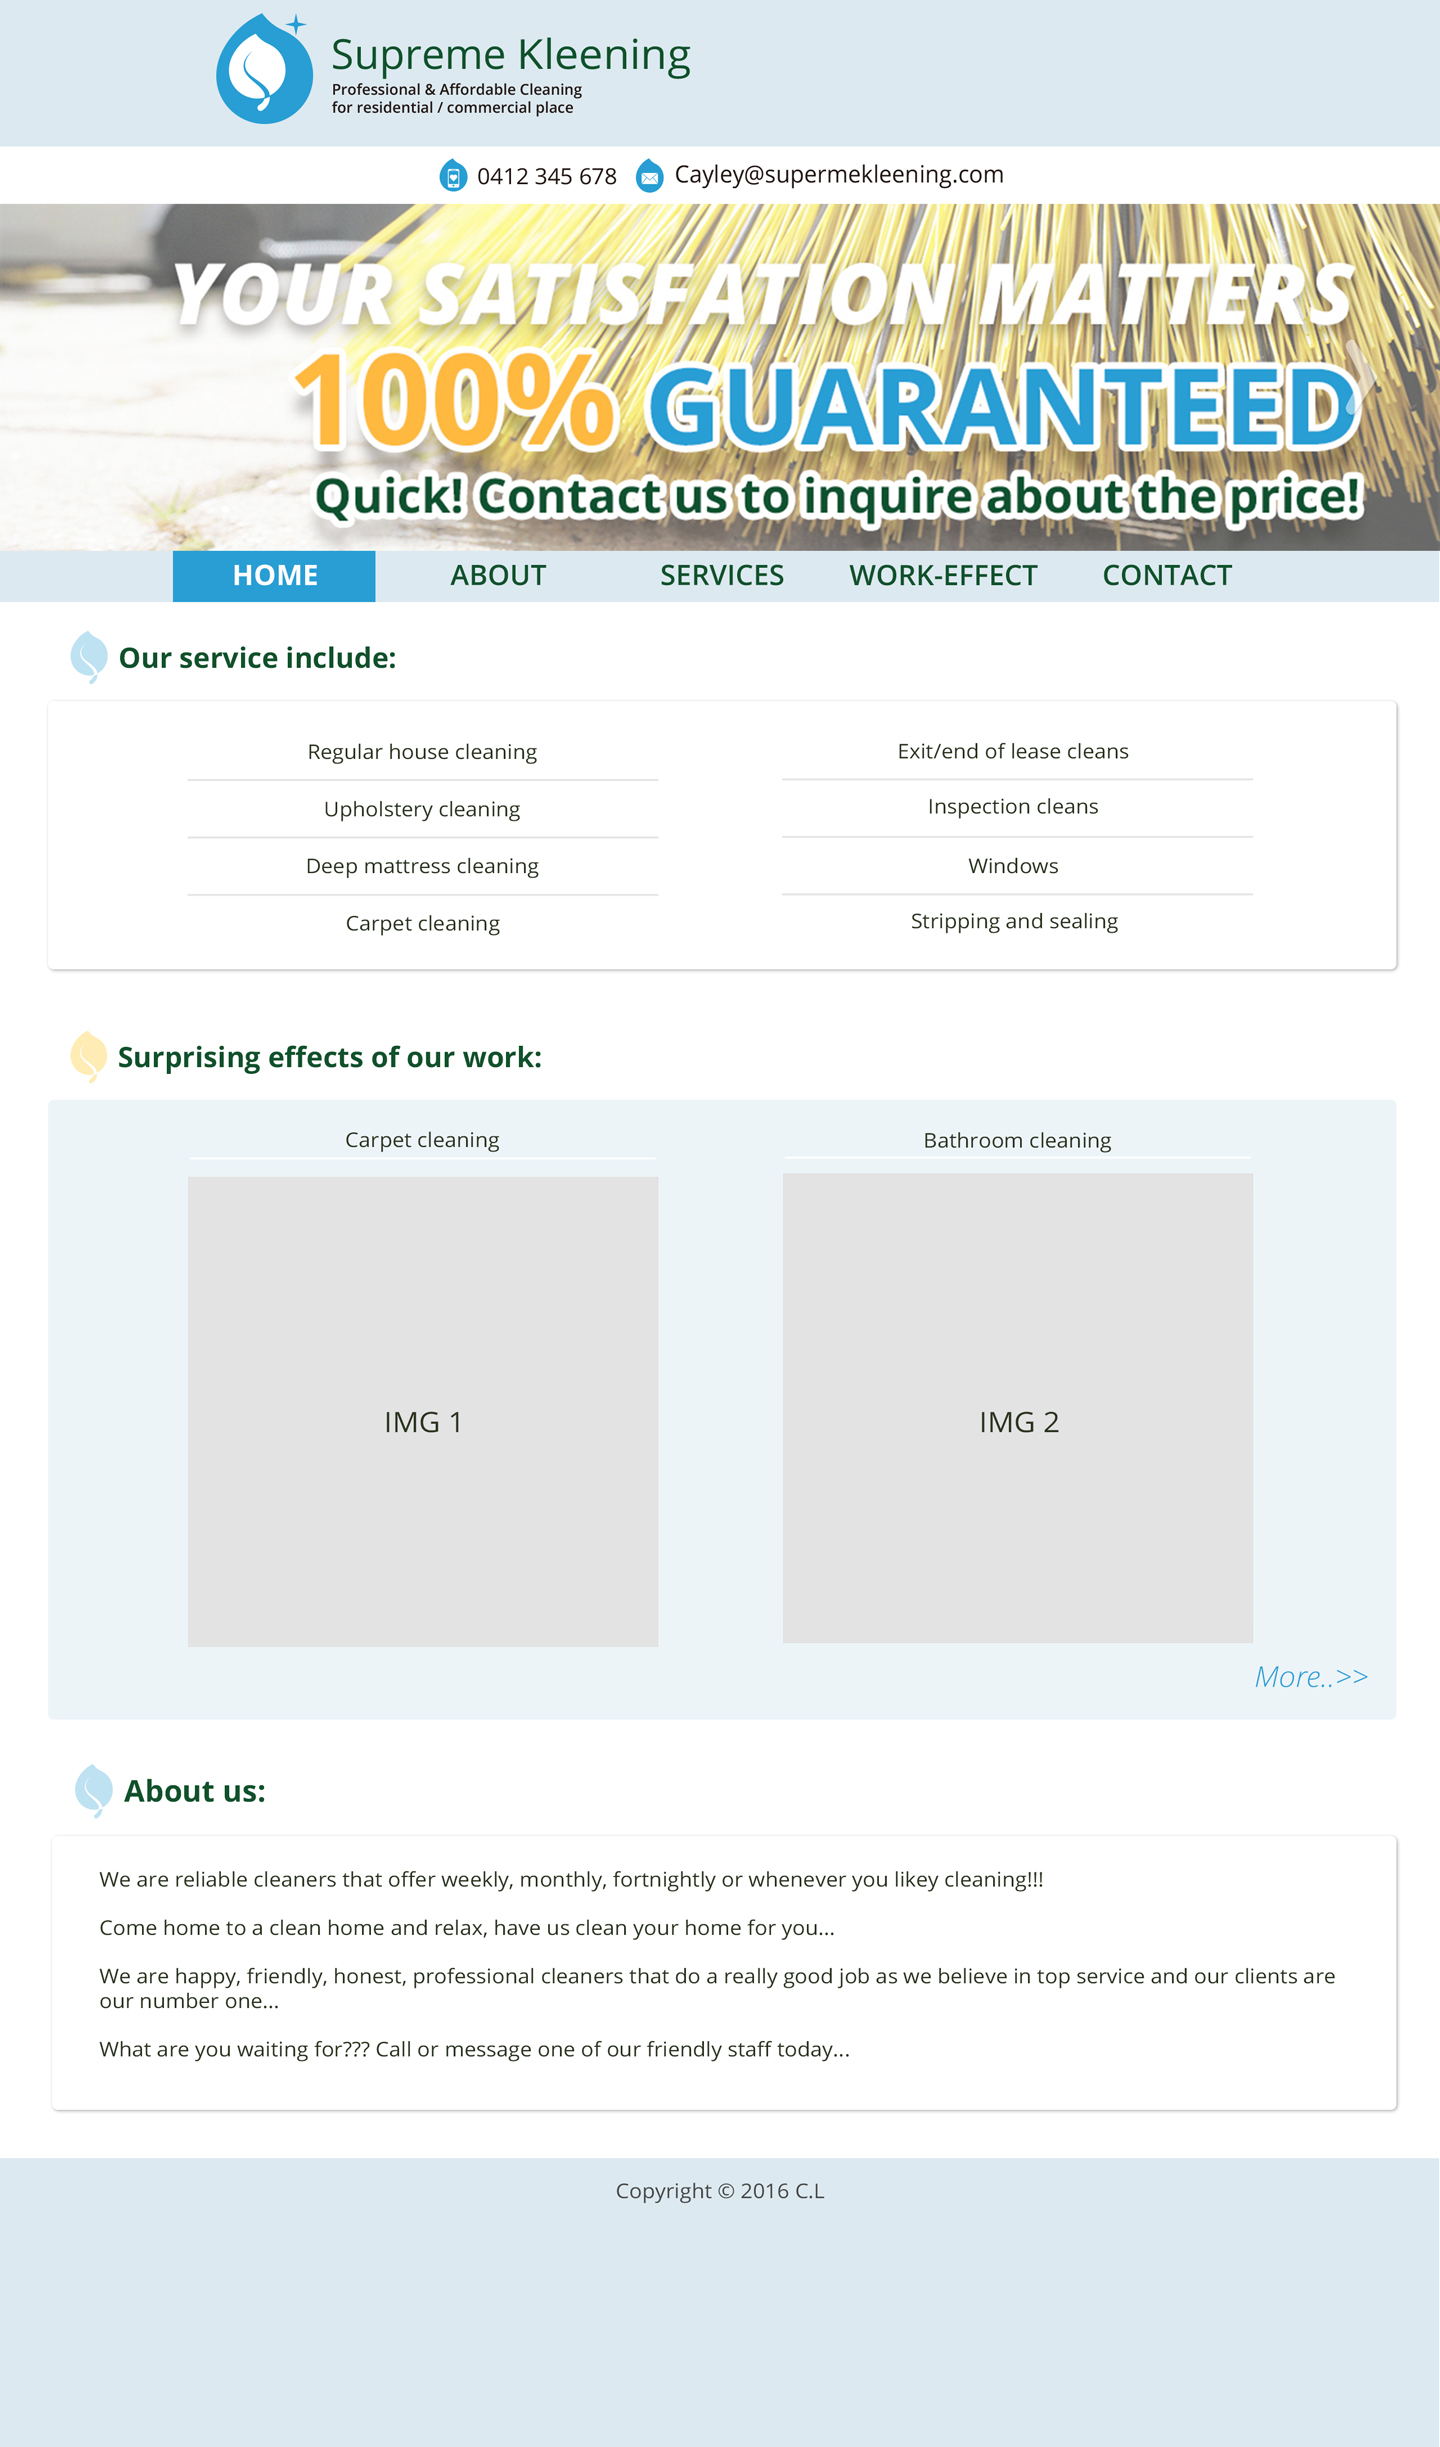 Supreme Kleening
Professional & Affordable Cleaning
for residential / commercial place
0412 345 678 Cayley@supermekleening.com
YOUR SATISFATION MATTERS
100% GUARANTEED
Quick! Contact us to inquire about the price!
HOME ABOUT SERVICES WORK-EFFECT CONTACT
Our service include:
Regular house cleaning Exit/end of lease cleans
Upholstery cleaning Inspection cleans
Deep mattress cleaning Windows
Carpet cleaning Stripping and sealing
Surprising effects of our work:
Carpet cleaning Bathroom cleaning
IMG 1 IMG 2
More..>>
About us:
We are reliable cleaners that offer weekly, monthly, fortnightly or whenever you likey cleaning!!!
Come home to a clean home and relax, have us clean your home for you...
We are happy, friendly, honest, professional cleaners that do a really good job as we believe in top service and our clients are
our number one...
What are you waiting for??? Call or message one of our friendly staff today...
Copyright © 2016 C.L